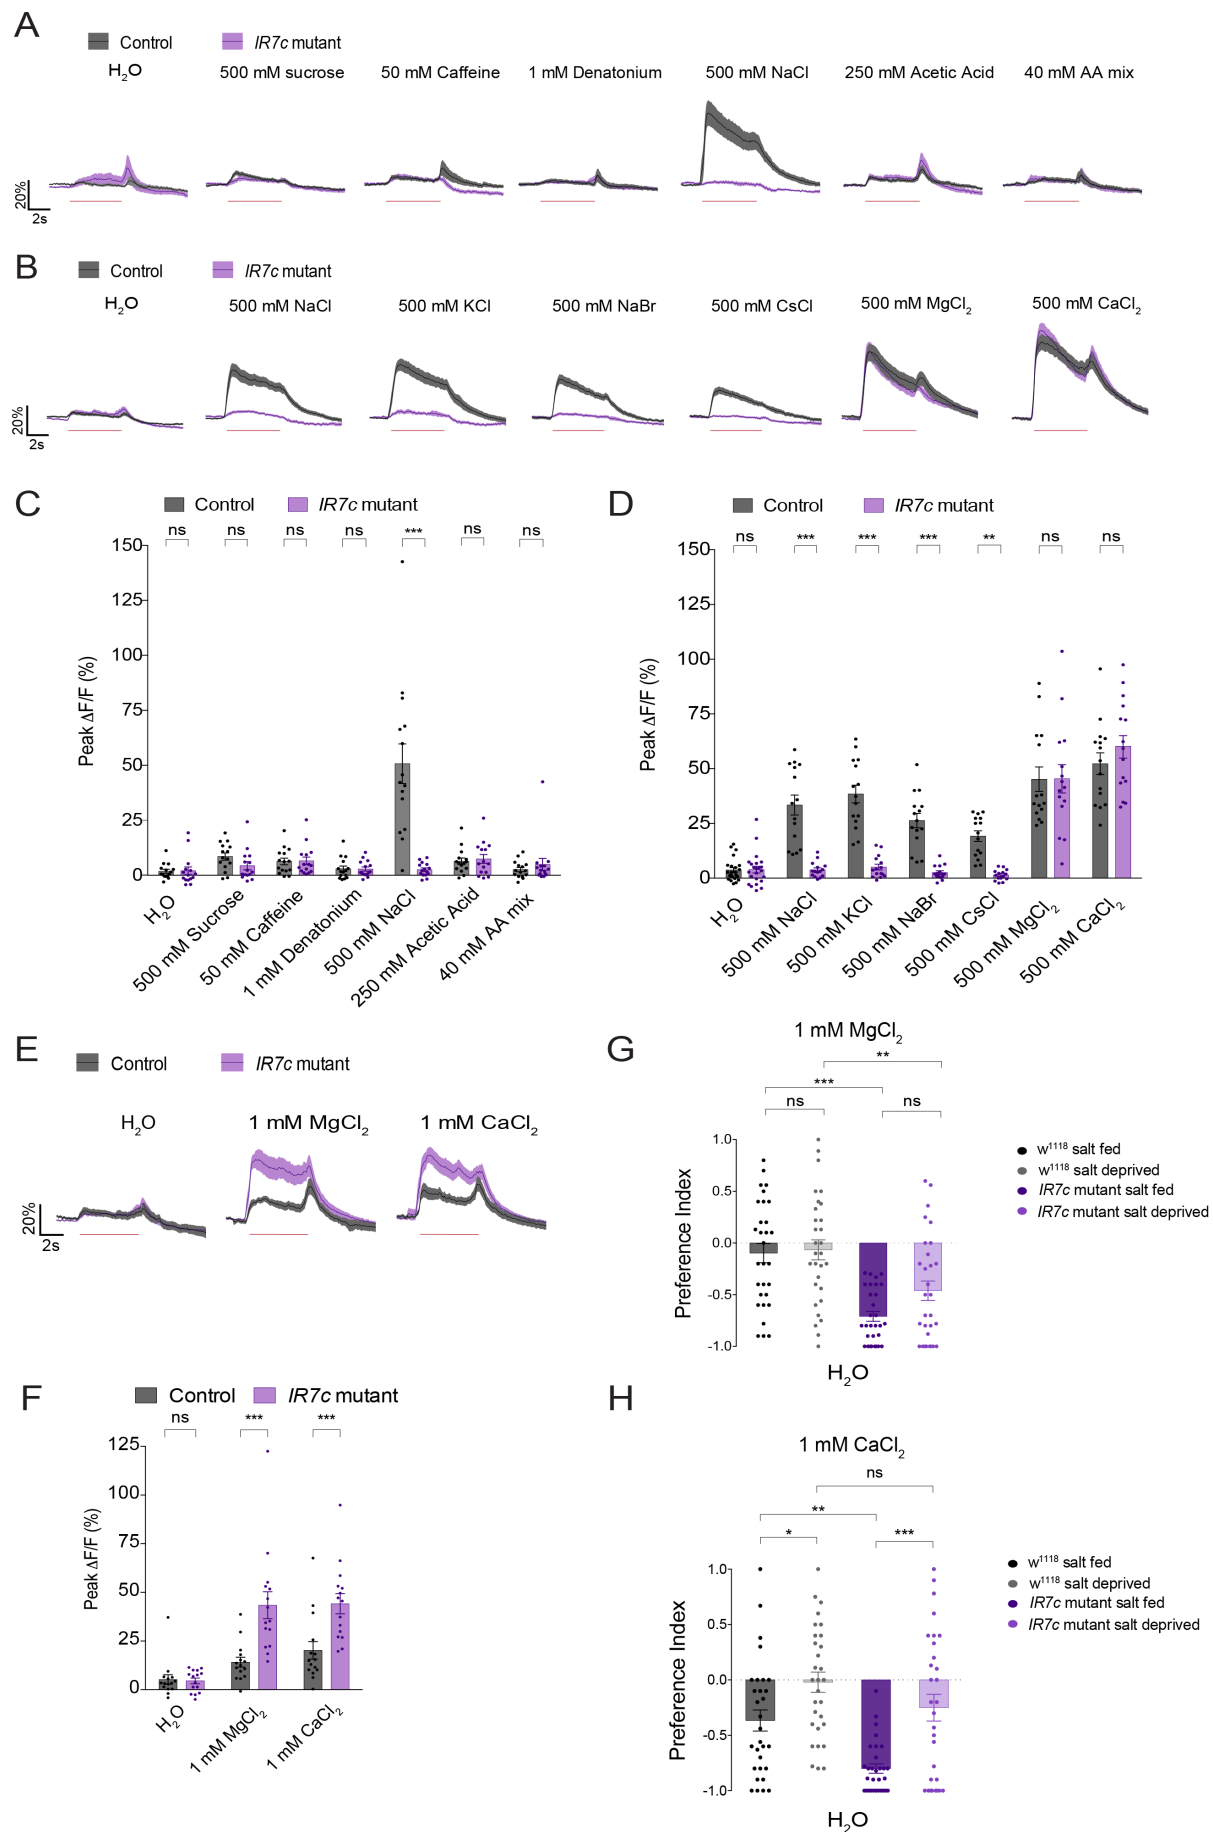 A
Control IR7c mutant
H2O 500 mM sucrose 50 mM Caffeine 1 mM Denatonium 500 mM NaCl 250 mM Acetic Acid 40 mM AA mix
20%
2s
B
Control IR7c mutant
H2O 500 mM NaCl 500 mM KCl 500 mM NaBr 500 mM CsCl 500 mM MgCl2 500 mM CaCl2
20%
2s
C
Control IR7c mutant
ns ns ns ns *** ns ns
150
125
100
75
50
25
0
Peak ΔF/F (%)
H2O 500 mM Sucrose 50 mM Caffeine 1 mM Denatonium 500 mM NaCl 250 mM Acetic Acid 40 mM AA mix
D
Control IR7c mutant
ns *** *** *** ** ns ns
150
125
100
75
50
25
0
Peak ΔF/F (%)
H2O 500 mM NaCl 500 mM KCl 500 mM NaBr 500 mM CsCl 500 mM MgCl2 500 mM CaCl2
E
Control IR7c mutant
H2O 1 mM MgCl2 1 mM CaCl2
20%
2s
F
Control IR7c mutant
ns *** ***
125
100
75
50
25
0
Peak ΔF/F (%)
H2O 1 mM MgCl2 1 mM CaCl2
G
1 mM MgCl2
**
***
ns ns
1.0
0.5
0.0
-0.5
-1.0
Preference Index
H2O
w1118 salt fed
w1118 salt deprived
IR7c mutant salt fed
IR7c mutant salt deprived
H
1 mM CaCl2
ns
**
* ***
1.0
0.5
0.0
-0.5
-1.0
Preference Index
H2O
w1118 salt fed
w1118 salt deprived
IR7c mutant salt fed
IR7c mutant salt deprived